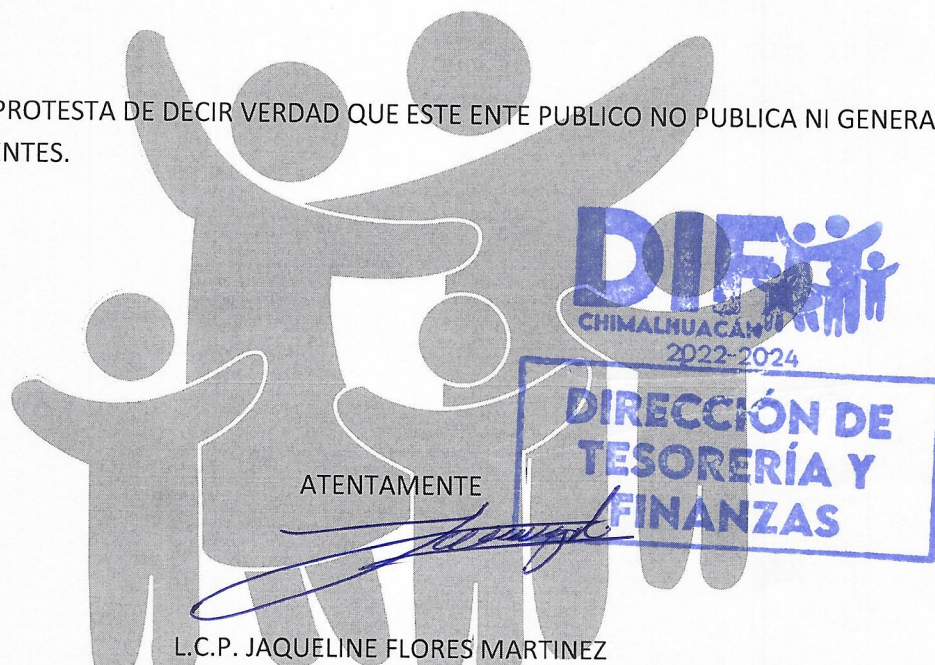 PROTESTA DE DECIR VERDAD QUE ESTE ENTE PUBLICO NO PUBLICA NI GENERA
ENTES.
DIF
CHIMALHUACÁN
2022-2024
DIRECCIÓN DE
TESORERÍA Y
FINANZAS
ATENTAMENTE
L.C.P. JAQUELINE FLORES MARTINEZ